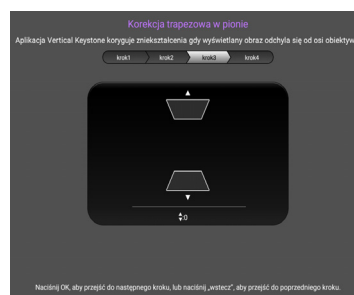 Korekcja trapezowa w pionie
Aplikacja Vertical Keystone koryguje zniekształcenia gdy wyświetlany obraz odchyla się od osi obiektyw
krok1 krok2 krok3 krok4
:0
Naciśnij OK, aby przejść do następnego kroku, lub naciśnij „wstecz”, aby przejść do poprzedniego kroku.